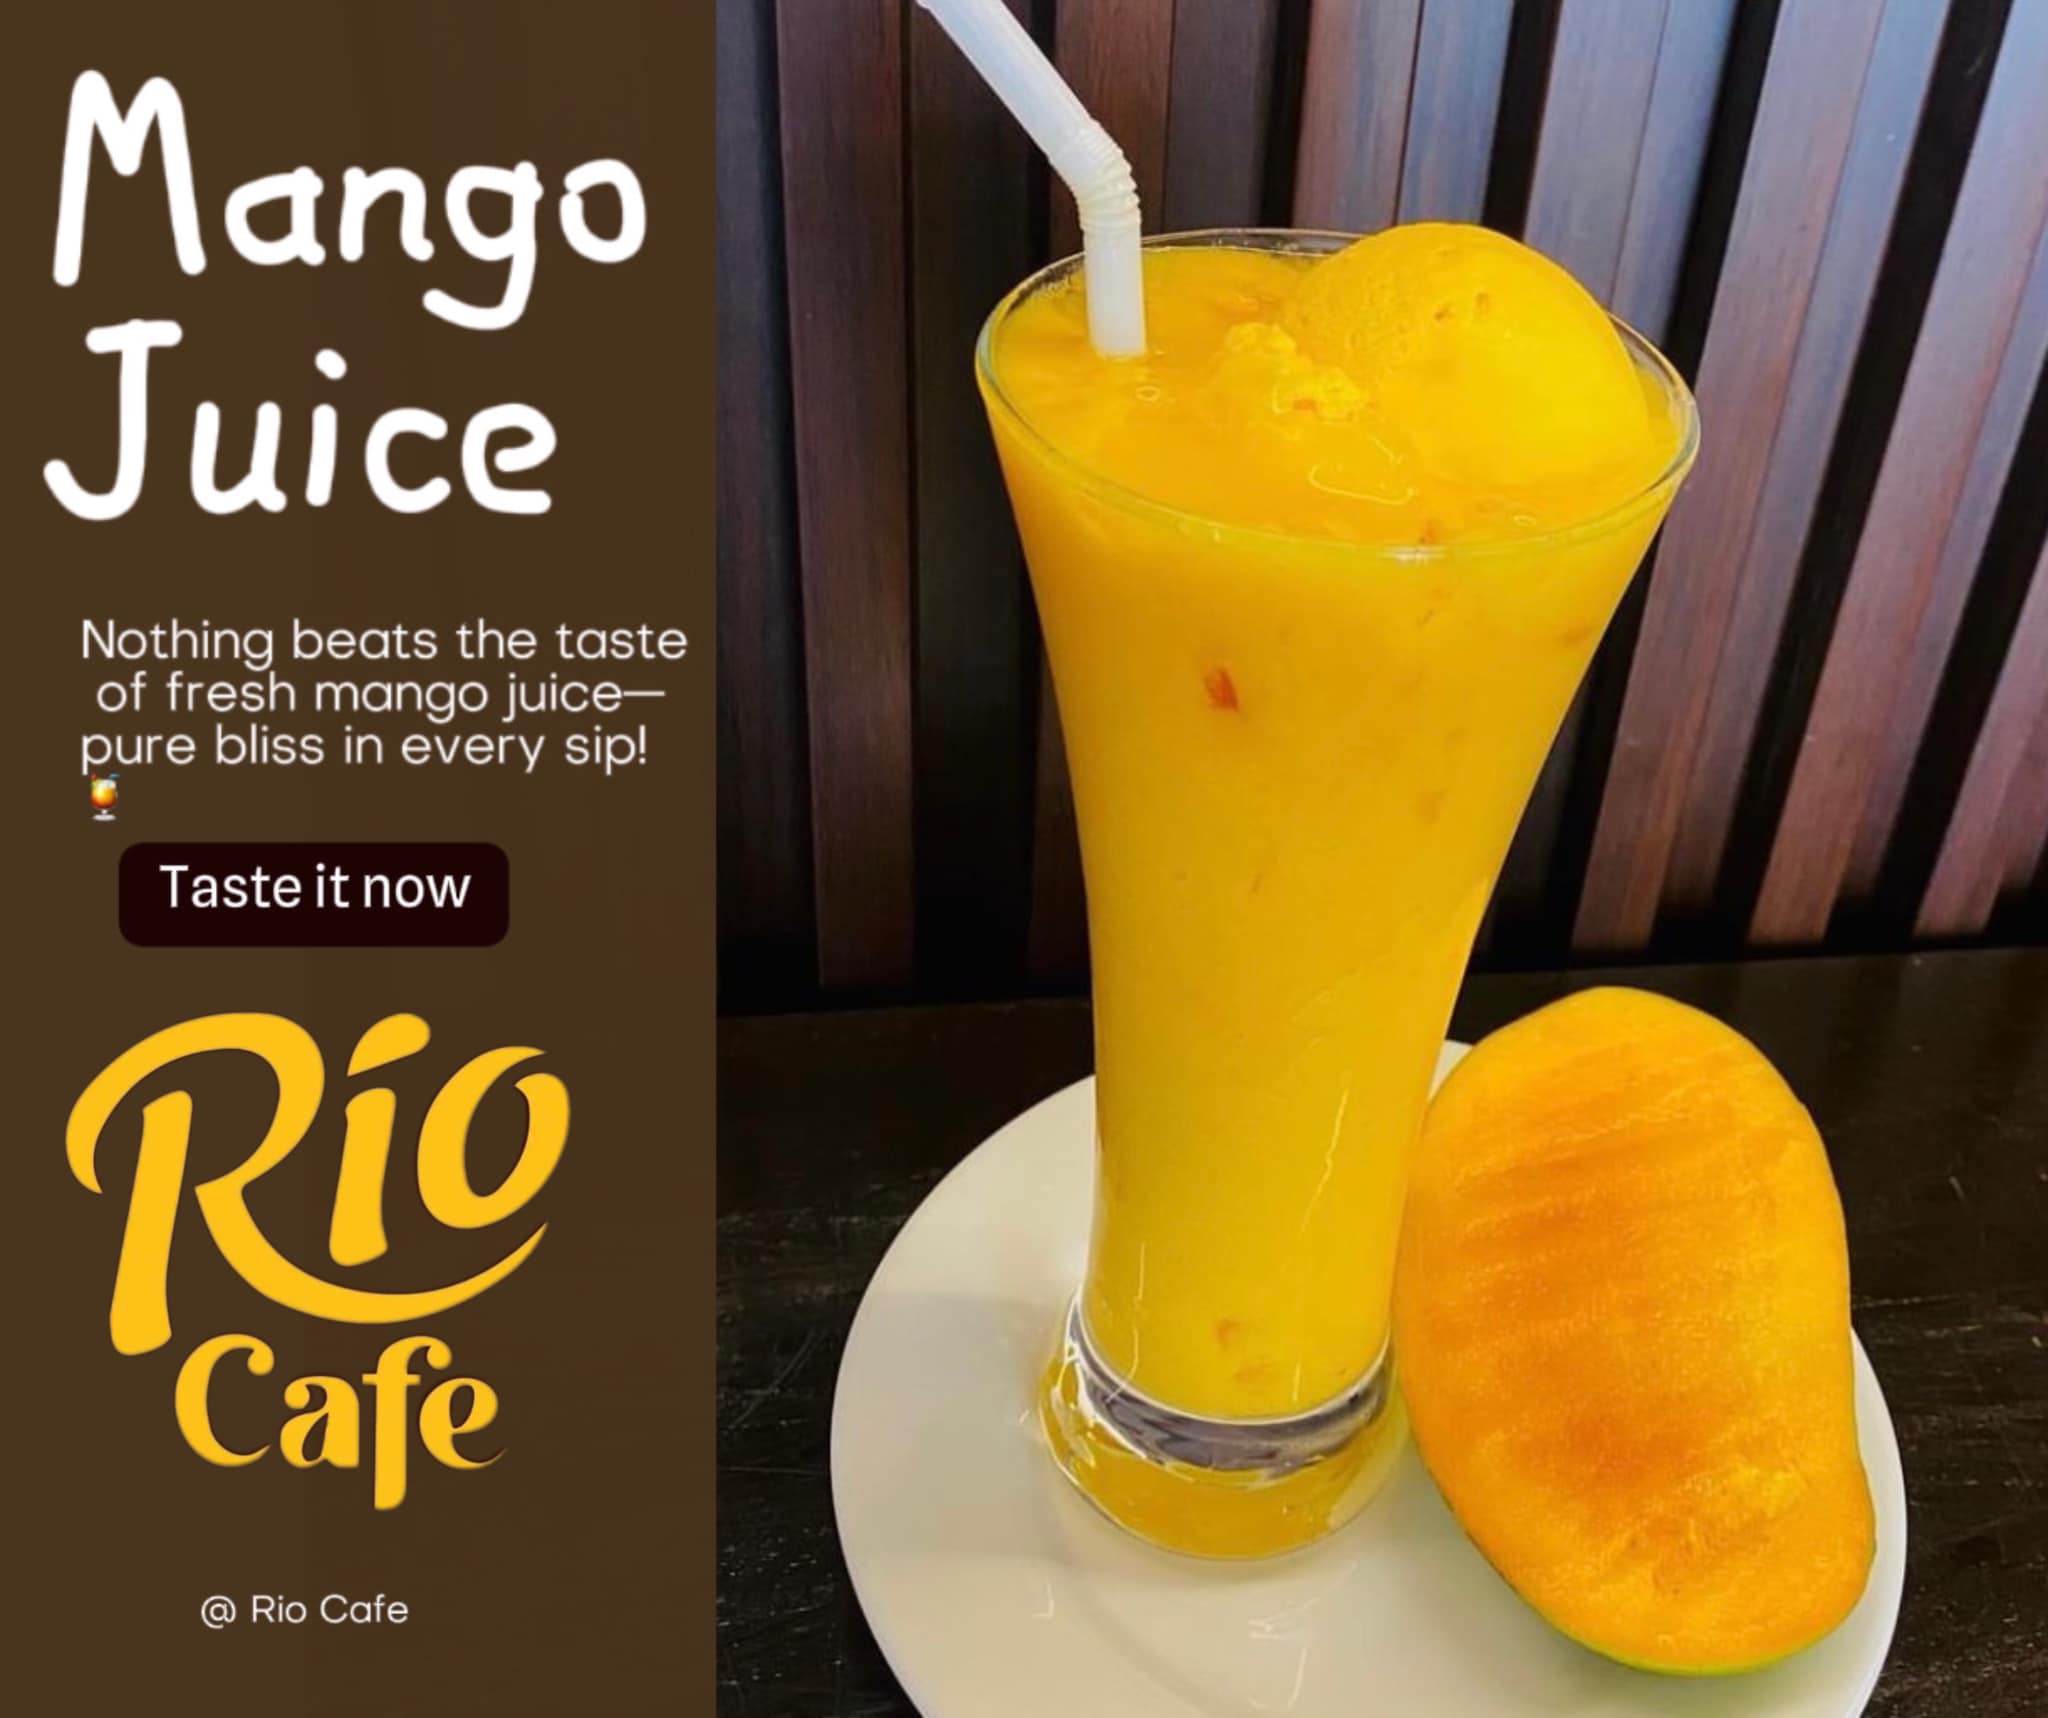 Mango
Juice
Nothing beats the taste
of fresh mango juice—
pure bliss in every sip!
🍹
Taste it now
Rio
Cafe
@ Rio Cafe